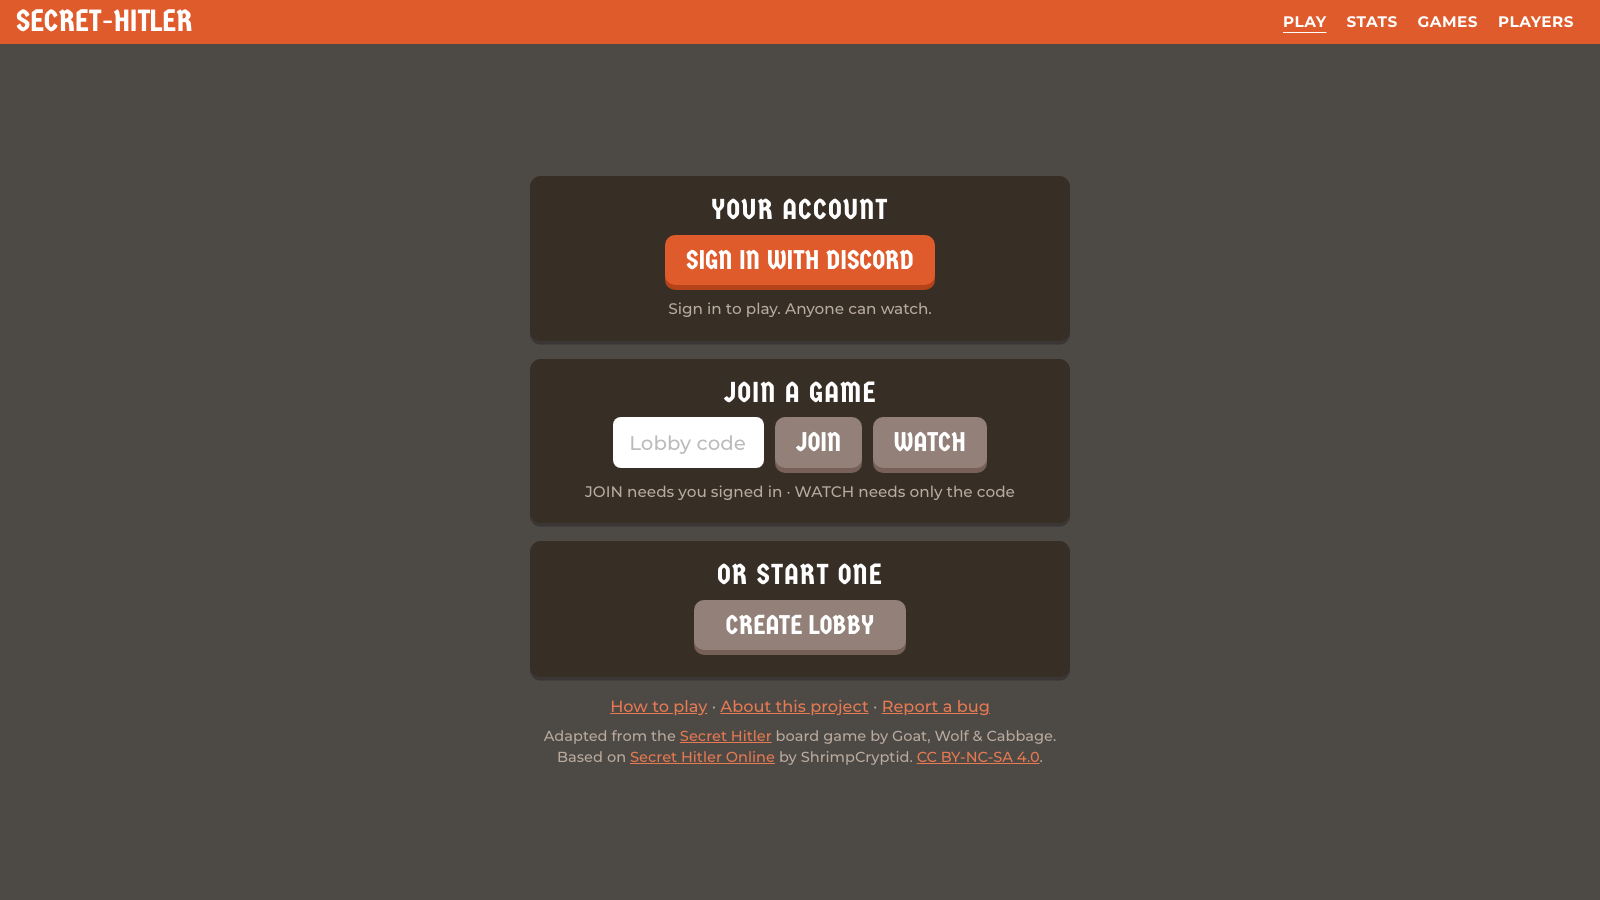 SECRET-HITLER
PLAY STATS GAMES PLAYERS
YOUR ACCOUNT
SIGN IN WITH DISCORD
Sign in to play. Anyone can watch.
JOIN A GAME
Lobby code JOIN WATCH
JOIN needs you signed in · WATCH needs only the code
OR START ONE
CREATE LOBBY
How to play · About this project · Report a bug
Adapted from the Secret Hitler board game by Goat, Wolf & Cabbage.
Based on Secret Hitler Online by ShrimpCryptid. CC BY-NC-SA 4.0.